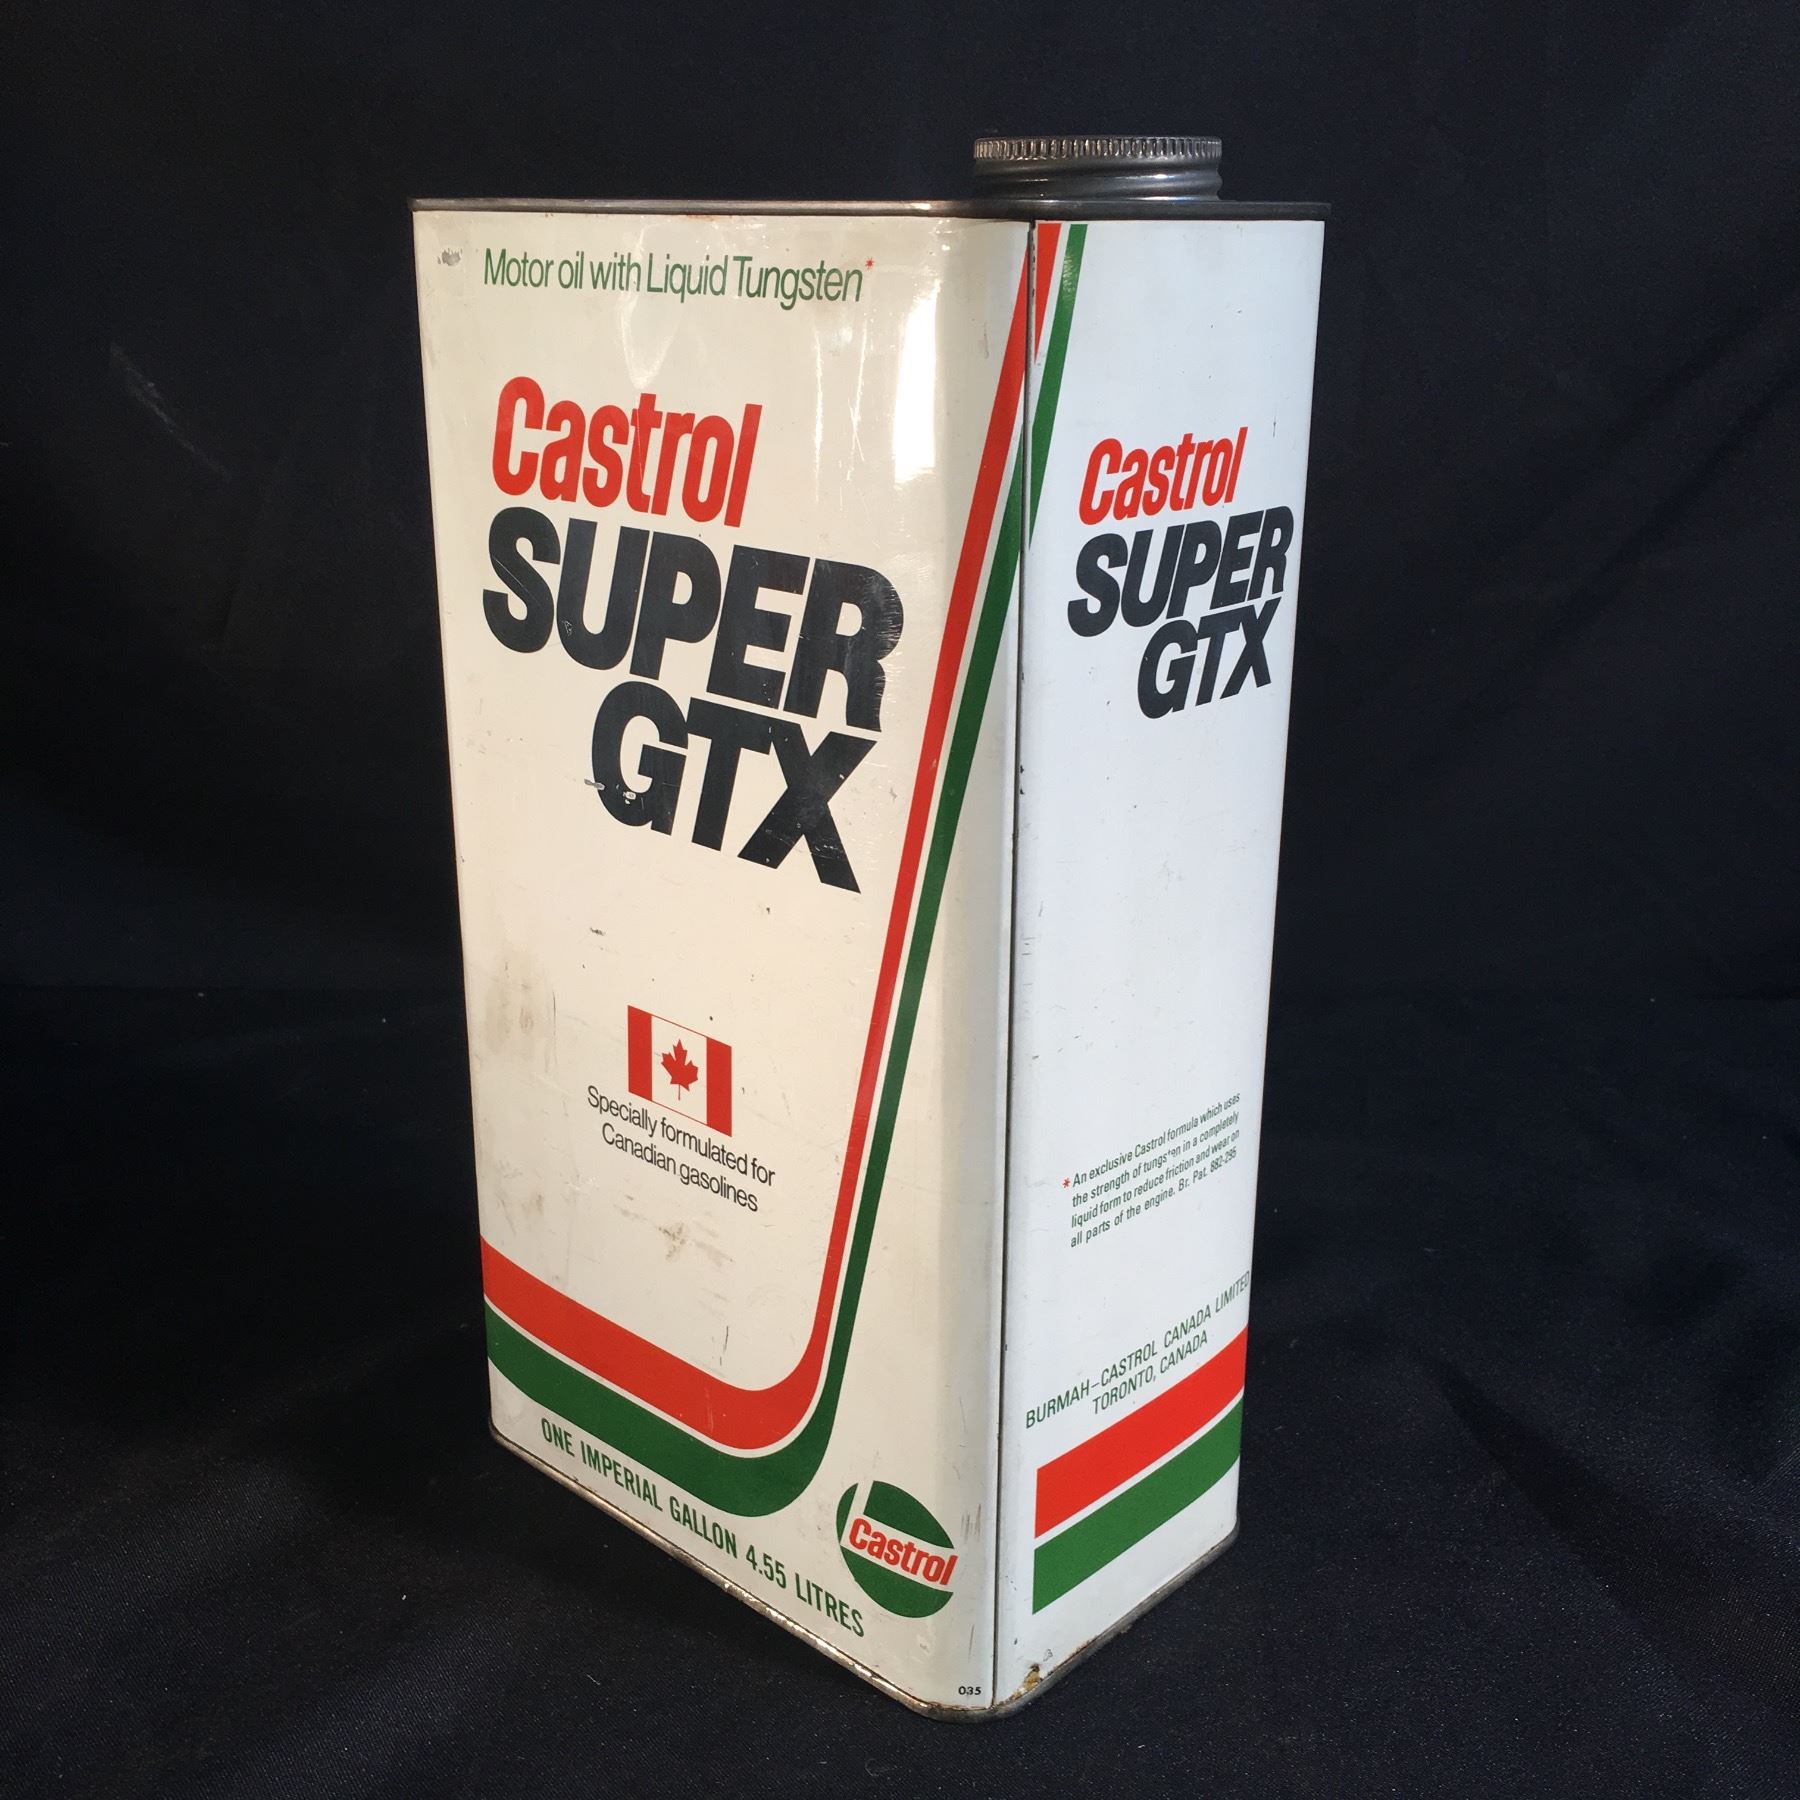 Motor oil with Liquid Tungsten*
Castrol
SUPER
GTX
Specially formulated for
Canadian gasolines
ONE IMPERIAL GALLON 4.55 LITRES
Castrol
035
Castrol
SUPER
GTX
* An exclusive Castrol formula which uses
the strength of tungsten in a completely
liquid form to reduce friction and wear on
all parts of the engine. Br. Pat. 882-295
BURMAH-CASTROL CANADA LIMITED
TORONTO, CANADA